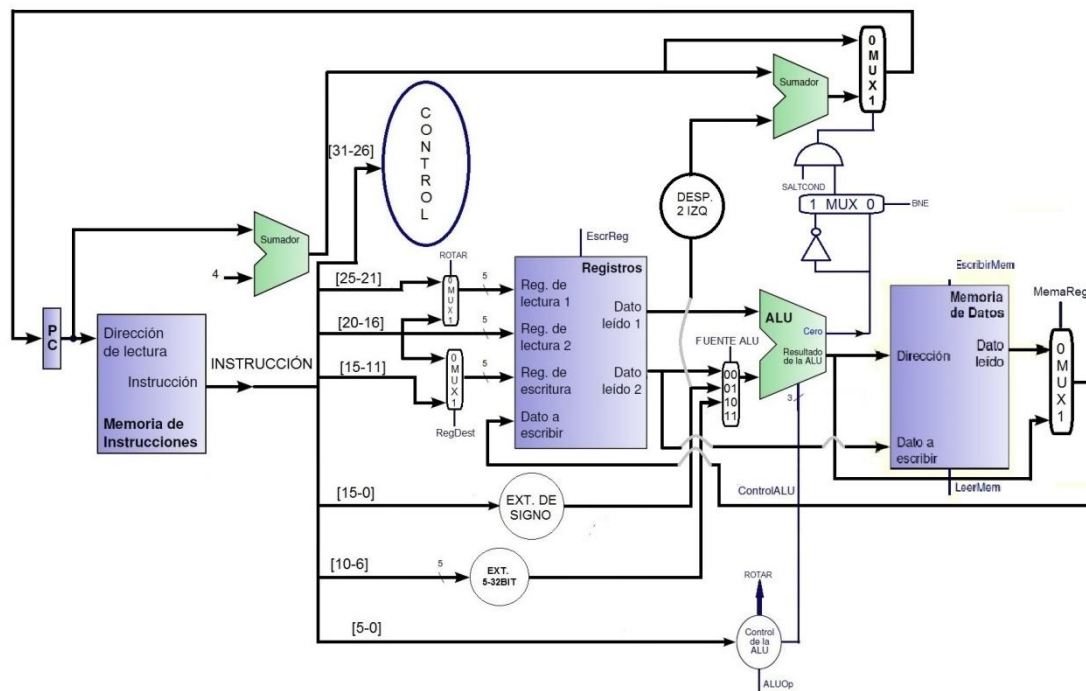 0
M
U
X
1
Sumador
C
O
N
T
R
O
L
[31-26]
SALTCOND
1 MUX 0
BNE
DESP.
2 IZQ
Sumador
4
EscrReg
ROTAR
Registros
[25-21]
0
M
U
X
1
5
Reg. de
lectura 1
Dato
leído 1
[20-16]
5
Reg. de
lectura 2
[15-11]
0
M
U
X
1
5
Reg. de
escritura
Dato
leído 2
RegDest
Dato a
escribir
P
C
Dirección
de lectura
Instrucción
Memoria de
Instrucciones
INSTRUCCIÓN
ALU
Cero
Resultado
de la ALU
FUENTE ALU
00
01
10
11
3
EscribirMem
Memoria
de Datos
Dirección
Dato
leído
Dato a
escribir
LeerMem
MemaReg
0
M
U
X
1
ControlALU
[15-0]
EXT. DE
SIGNO
[10-6]
5
EXT.
5-32BIT
[5-0]
ROTAR
Control
de la
ALU
ALUOp